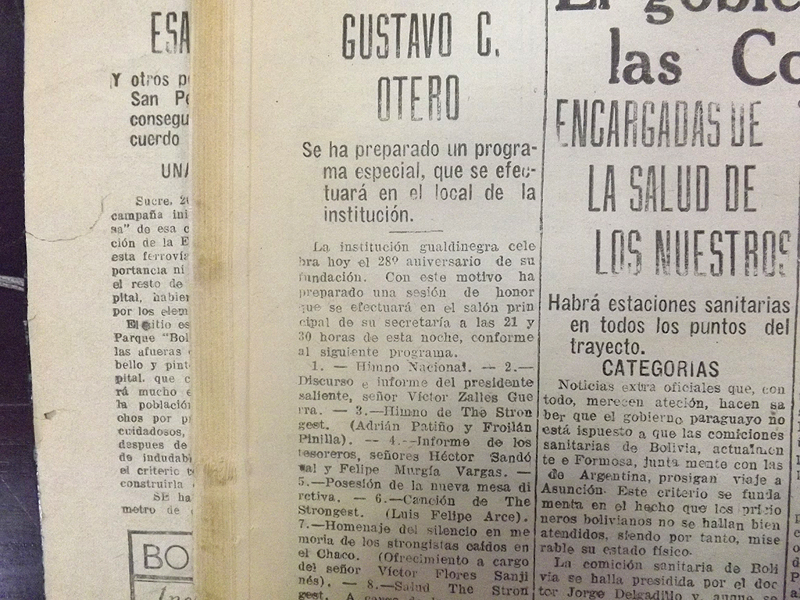 ESA
Y otros
San
consegu
cuerdo
UNA
Sucre,
campaña
sa" de esa
ción de la E
esta ferrovi
portancia ni
el resto de
pital,
por los
El sitio es
Parque "Bol
las afueras
bello y
pital. que c
rá mucho
la población
chos por
cuidadosos,
despues de
de indudab
el criterio
construirla
SE ha
metro de
BO
GUSTAVO C.
OTERO
Se ha preparado un progra-
ma especial, que se efec-
tuará en el local de la
institución.
La institución gualdinegra cele
bra hoy el 28º aniversario de su
fundación. Con este motivo ha
preparado una sesión de honor
que se efectuará en el salón prin
cipal de su secretaría a las 21 y
30 horas de esta noche, conforme
al siguiente programa.
1. — Himno Nacional. — 2.—
Discurso e informe del presidente
saliente, señor Víctor Zalles Gue
rra. — 3.—Himno de The Stron
gest. (Adrián Patiño y Froilán
Pinilla). — 4.—Informe de los
tesoreros, señores Héctor Sandó
val y Felipe Murgía Vargas. —
5.—Posesión de la nueva mesa di
retiva. — 6.—Canción de The
Strongest. (Luis Felipe Arce).
7.—Homenaje del silencio en me
moria de los strongistas caídos en
el Chaco. (Ofrecimiento a cargo
del señor Víctor Flores Sanji
nés). — 8.—Salud The Stron
gest.
El gobie
las Co
ENCARGADAS DE
LA SALUD DE
LOS NUESTROS
Habrá estaciones sanitarias
en todos los puntos del
trayecto.
CATEGORIAS
Noticias extra oficiales que, con
todo, merecen ateción, hacen sa
ber que el gobierno paraguayo no
está ispuesto a que las comiciones
sanitarias de Bolivia, actualmen
te e Formosa, junta mente con las
de Argentina, prosigan viaje a
Asunción. Este criterio se funda
menta en el hecho que los prisio
neros bolivianos no se hallan bien
atendidos, siendo por tanto, mise
rable su estado físico.
La comisión sanitaria de Boli
via se halla presidida por el doc
tor Jorge Delgadillo y, aunque se